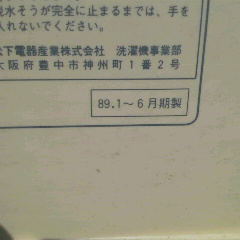 脱水そうが完全に止まるまでは、手を
入れないでください。
松下電器産業株式会社 洗濯機事業部
大阪府豊中市神州町1番2号
89.1〜6月期製